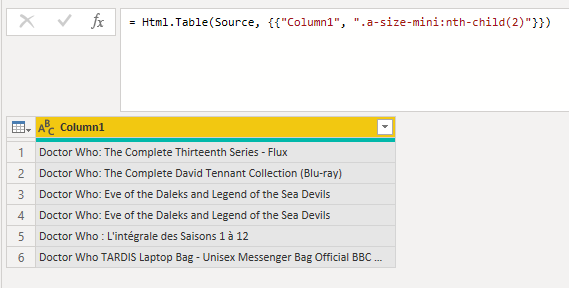 fx
= Html.Table(Source, {{"Column1", ".a-size-mini:nth-child(2)"}})
ABC Column1
1 Doctor Who: The Complete Thirteenth Series - Flux
2 Doctor Who: The Complete David Tennant Collection (Blu-ray)
3 Doctor Who: Eve of the Daleks and Legend of the Sea Devils
4 Doctor Who: Eve of the Daleks and Legend of the Sea Devils
5 Doctor Who : L'intégrale des Saisons 1 à 12
6 Doctor Who TARDIS Laptop Bag - Unisex Messenger Bag Official BBC ...